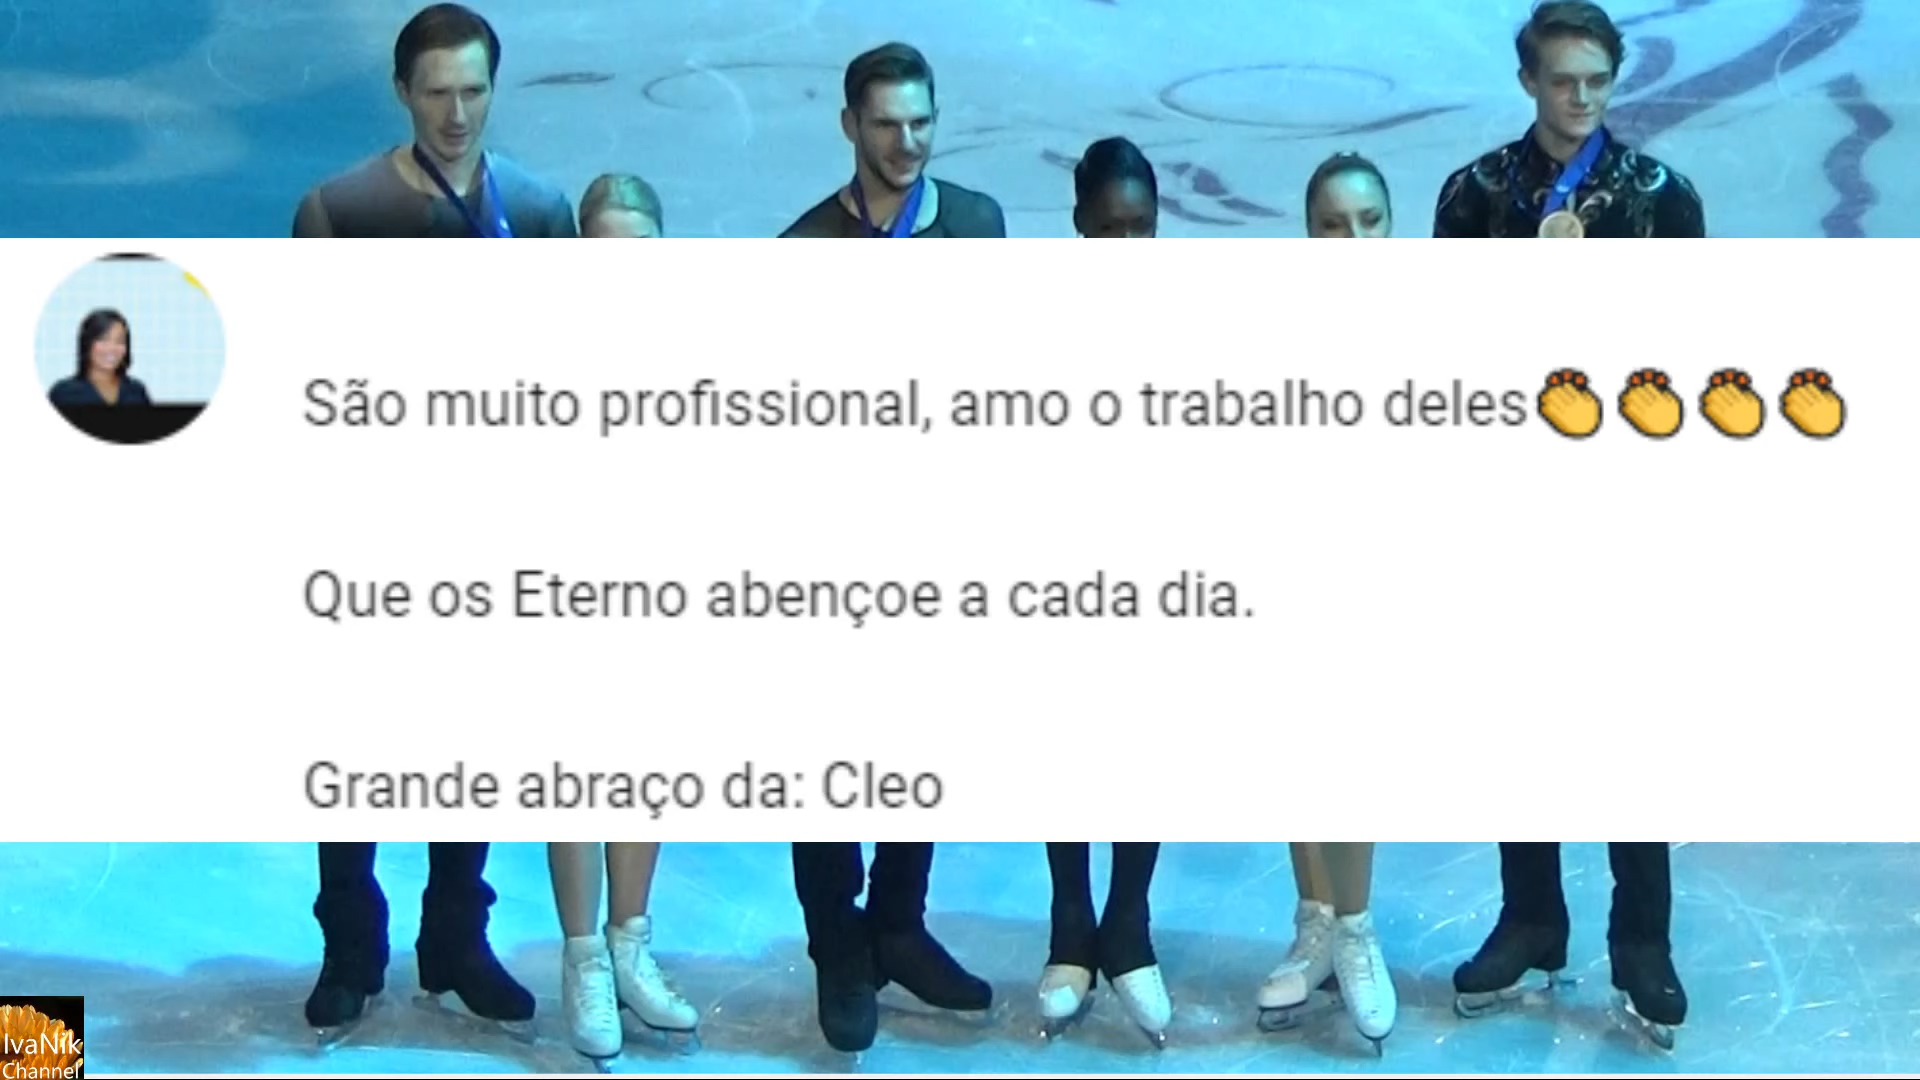 São muito profissional, amo o trabalho deles👏👏👏👏
Que os Eterno abençoe a cada dia.
Grande abraço da: Cleo
IvaNik
Channel